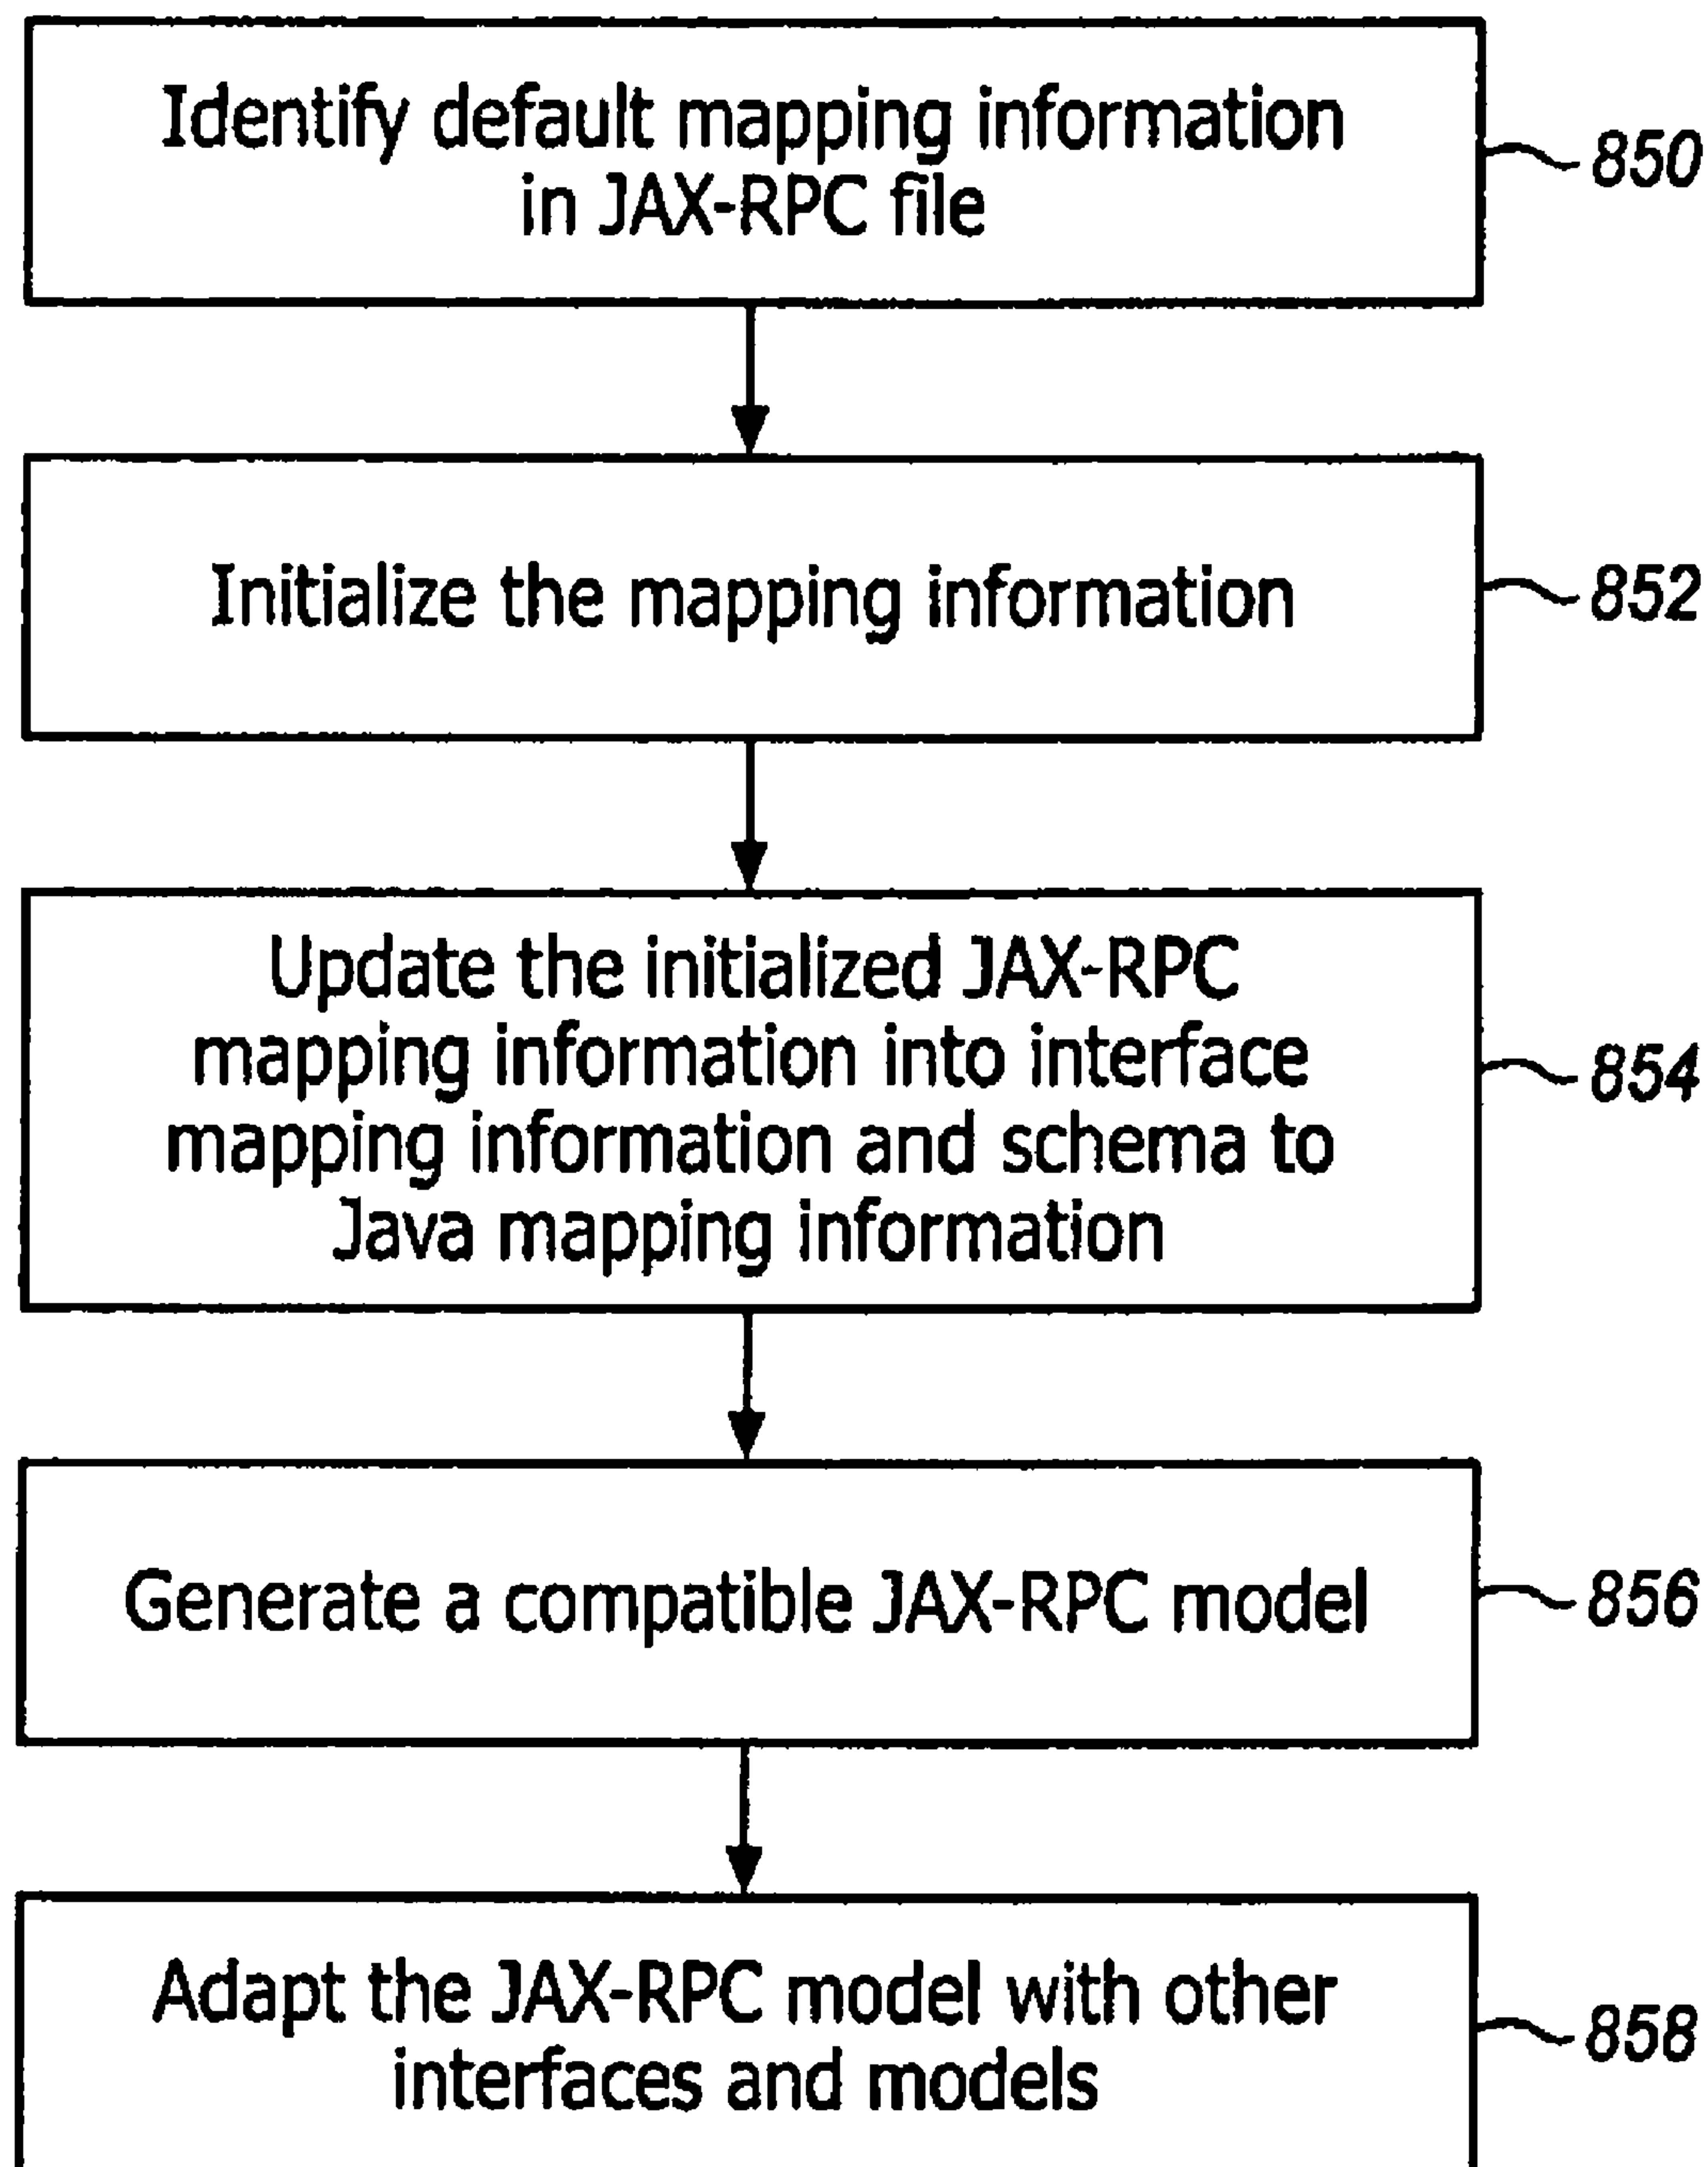 Identify default mapping information
in JAX-RPC file
850
Initialize the mapping information
852
Update the initialized JAX-RPC
mapping information into interface
mapping information and schema to
Java mapping information
854
Generate a compatible JAX-RPC model
856
Adapt the JAX-RPC model with other
interfaces and models
858